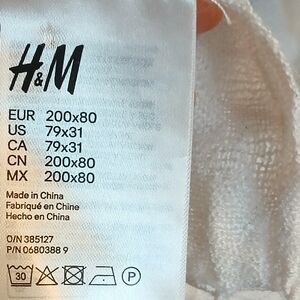 H&M
EUR 200x80
US 79x31
CA 79x31
CN 200x80
MX 200x80
Made in China
Fabriqué en Chine
Hecho en China
O/N 385127
P/N 0680388 9
30 P